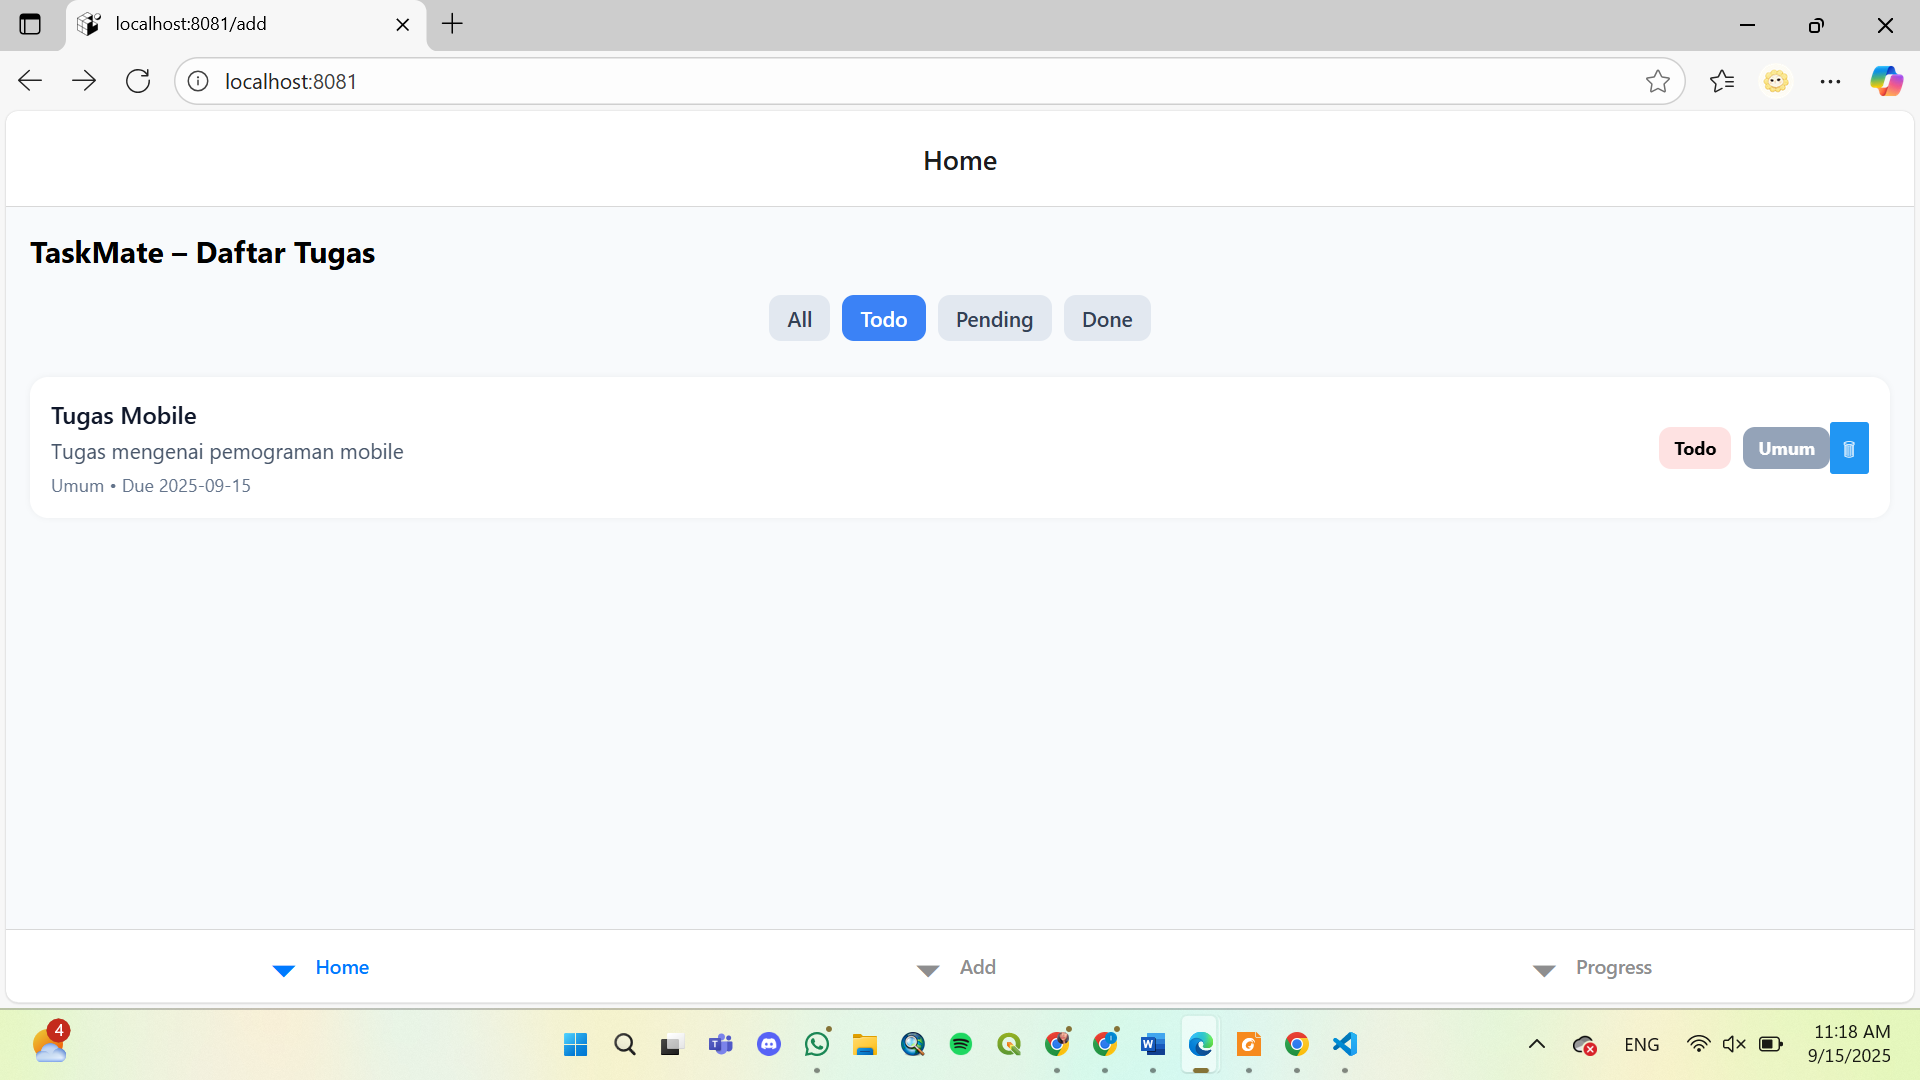 localhost:8081/add
localhost:8081
Home
TaskMate – Daftar Tugas
All Todo Pending Done
Tugas Mobile
Tugas mengenai pemograman mobile
Umum • Due 2025-09-15
Todo Umum
Home Add Progress
4
ENG
11:18 AM
9/15/2025